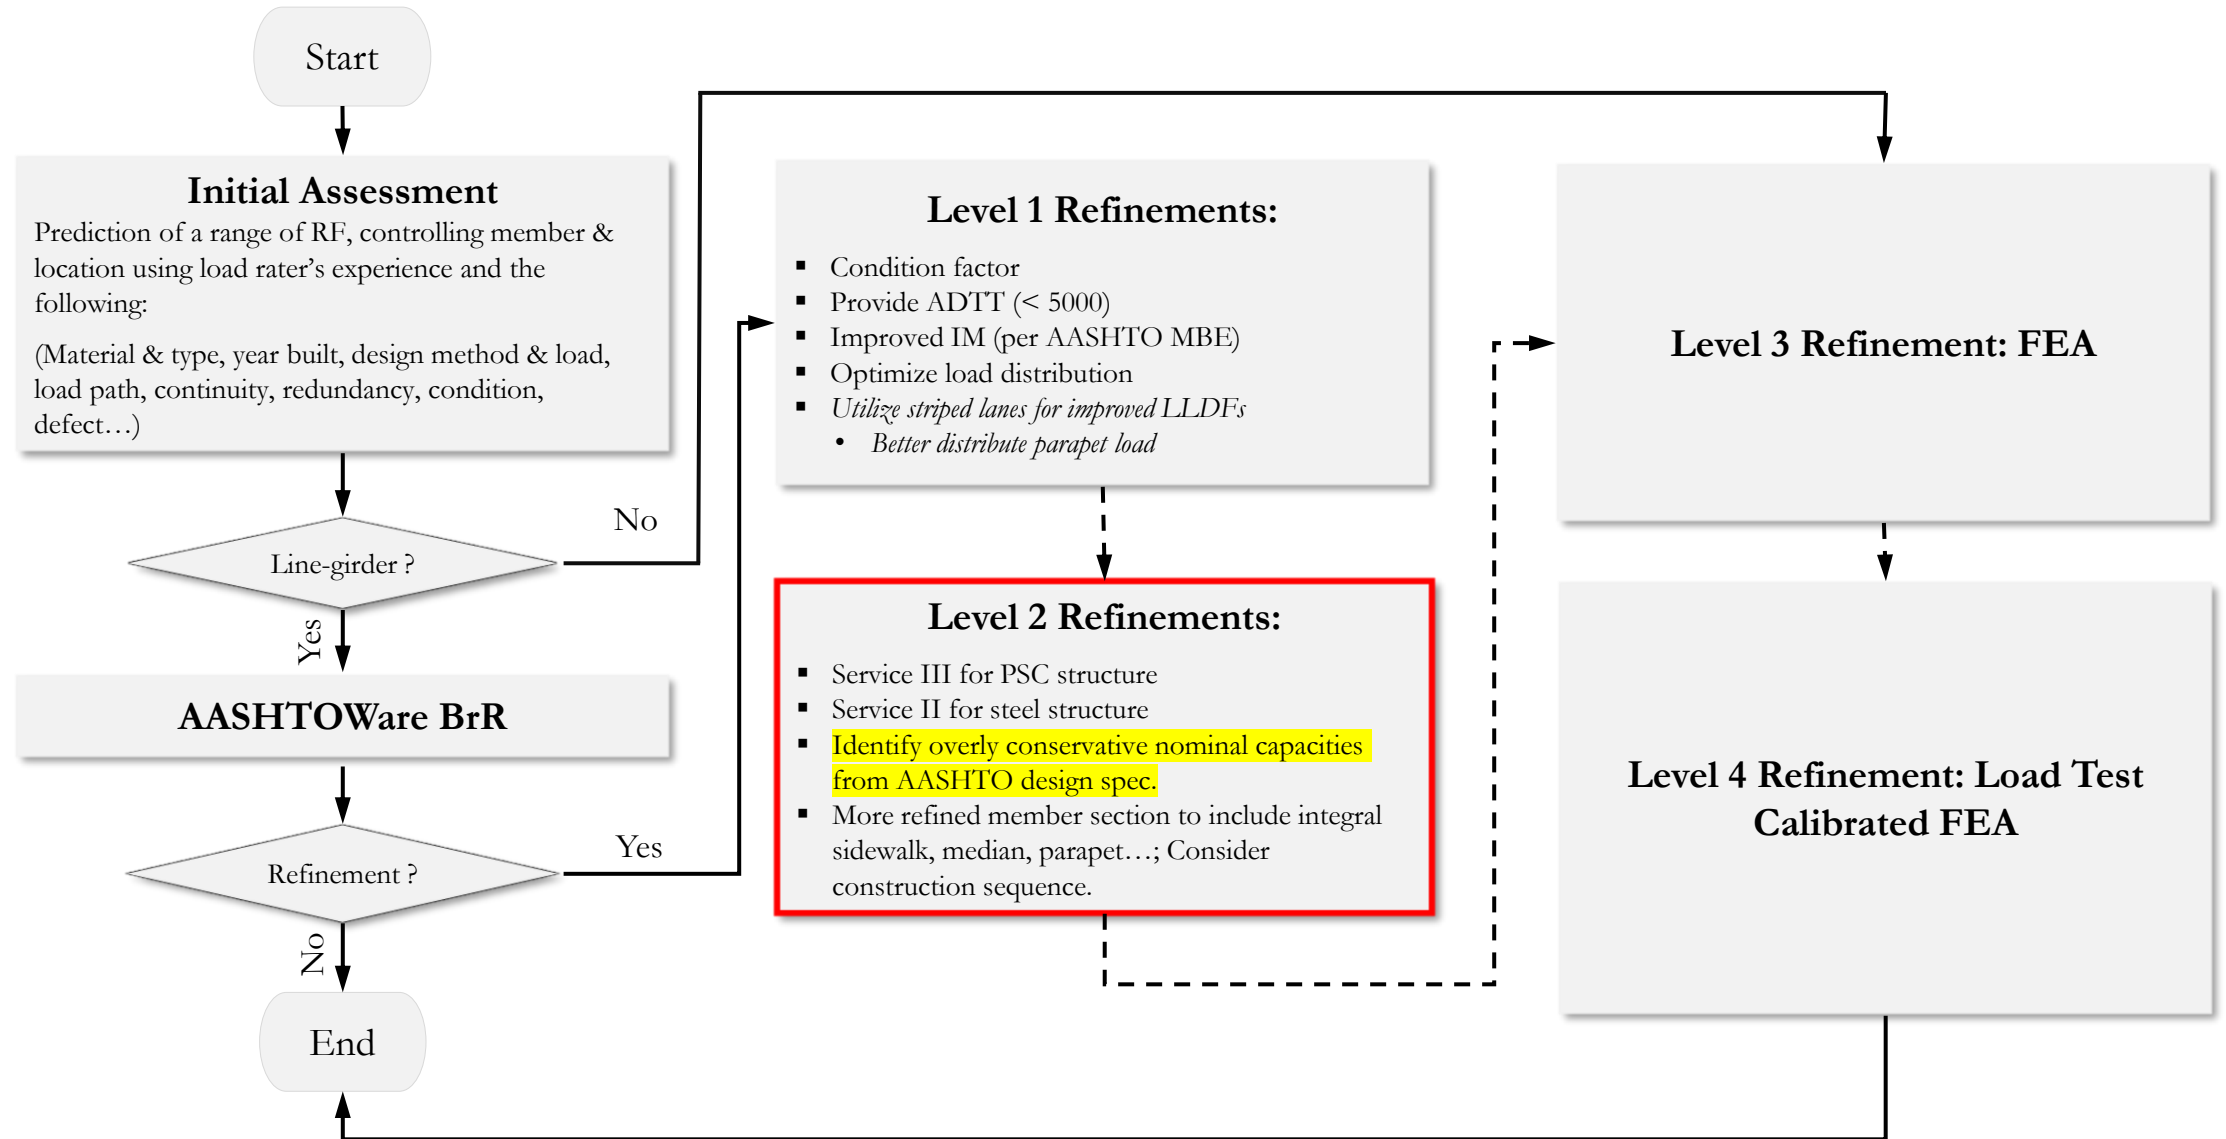 Start
Initial Assessment
Prediction of a range of RF, controlling member &
location using load rater’s experience and the
following:
(Material & type, year built, design method & load,
load path, continuity, redundancy, condition,
defect…)
Line-girder ?
No
Yes
AASHTOWare BrR
Refinement ?
Yes
No
End
Level 1 Refinements:
▪ Condition factor
▪ Provide ADTT (< 5000)
▪ Improved IM (per AASHTO MBE)
▪ Optimize load distribution
▪ Utilize striped lanes for improved LLDFs
• Better distribute parapet load
Level 2 Refinements:
▪ Service III for PSC structure
▪ Service II for steel structure
▪ Identify overly conservative nominal capacities
from AASHTO design spec.
▪ More refined member section to include integral
sidewalk, median, parapet…; Consider
construction sequence.
Level 3 Refinement: FEA
Level 4 Refinement: Load Test
Calibrated FEA